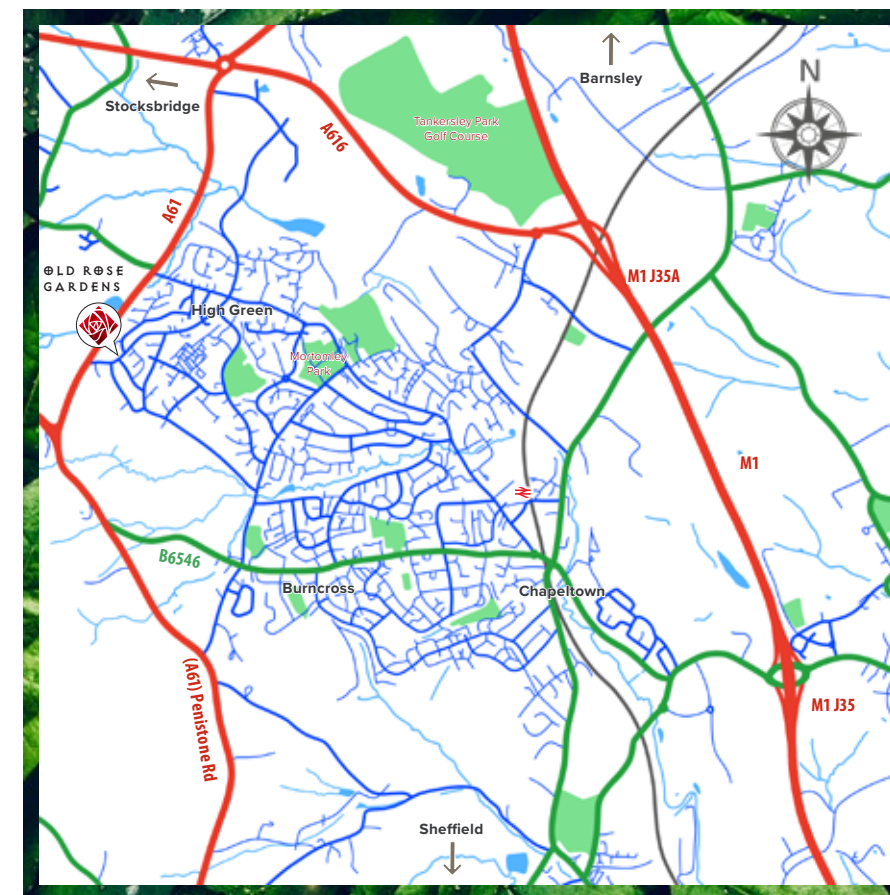 Barnsley
N
Stocksbridge
Tankersley Park
Golf Course
A616
A61
OLD ROSE
GARDENS
M1 J35A
High Green
Mortomley
Park
M1
B6546
Burncross
Chapeltown
(A61) Penistone Rd
M1 J35
Sheffield